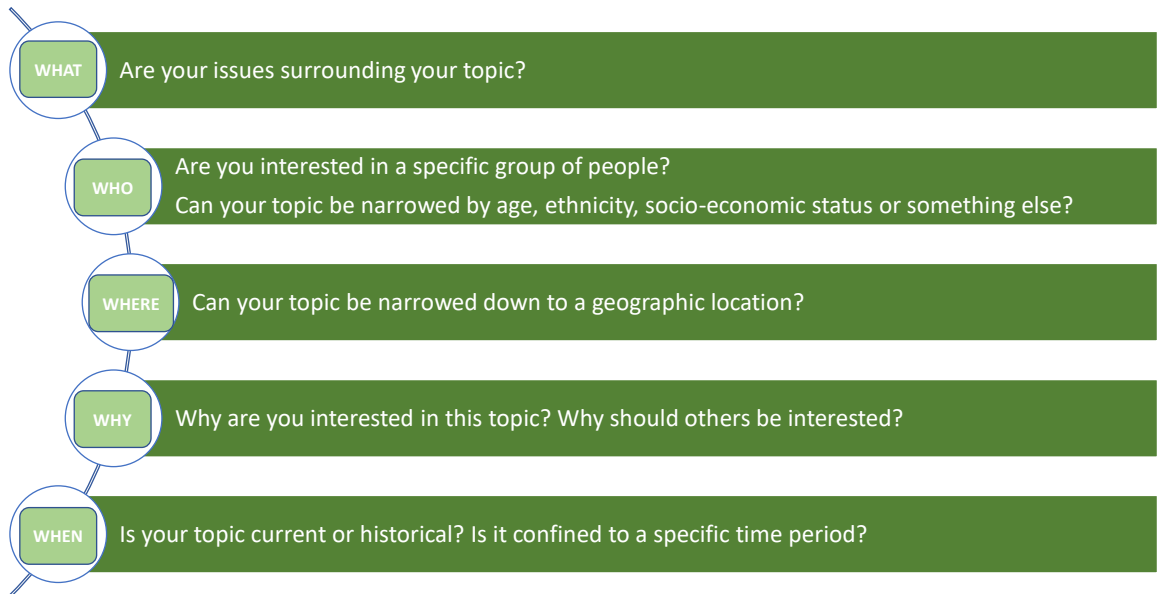 WHAT
Are your issues surrounding your topic?
WHO
Are you interested in a specific group of people?
Can your topic be narrowed by age, ethnicity, socio-economic status or something else?
WHERE
Can your topic be narrowed down to a geographic location?
WHY
Why are you interested in this topic? Why should others be interested?
WHEN
Is your topic current or historical? Is it confined to a specific time period?